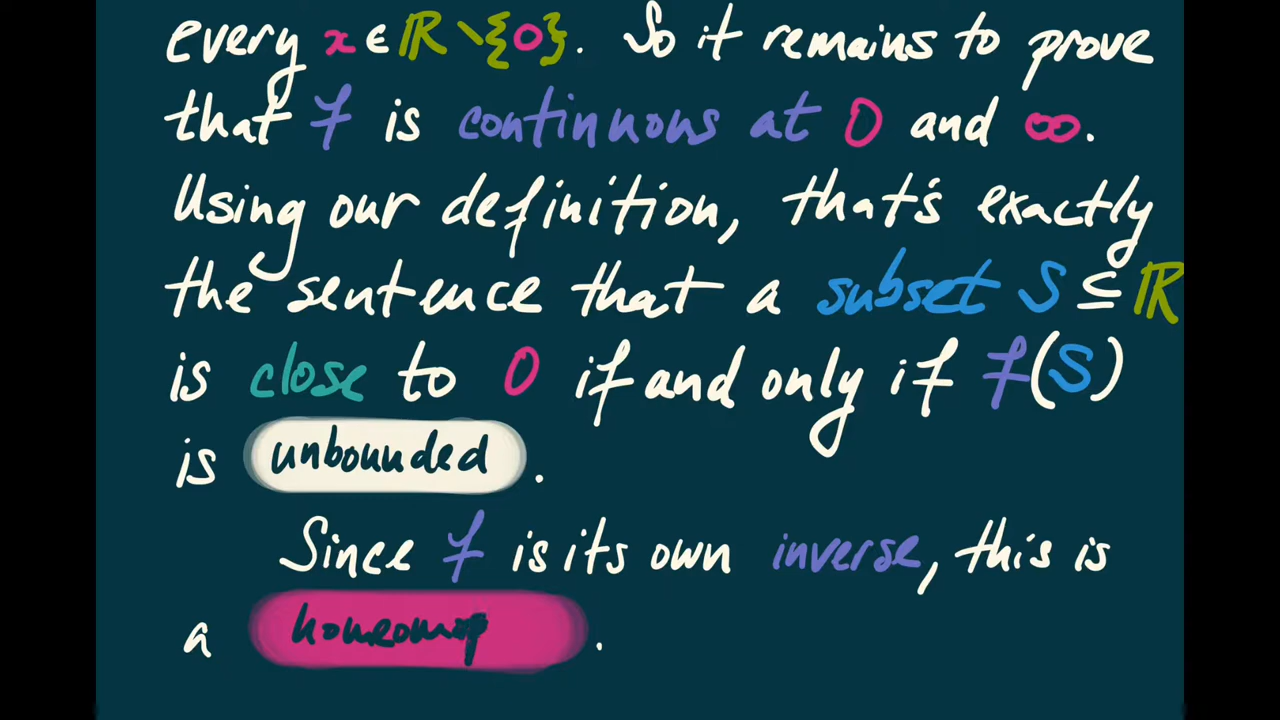 every x ∈ ℝ∖{0}. So it remains to prove
that f is continuous at 0 and ∞.
Using our definition, that's exactly
the sentence that a subset S ⊆ ℝ
is close to 0 if and only if f(S)
is unbounded.
Since f is its own inverse, this is
a homeomop.